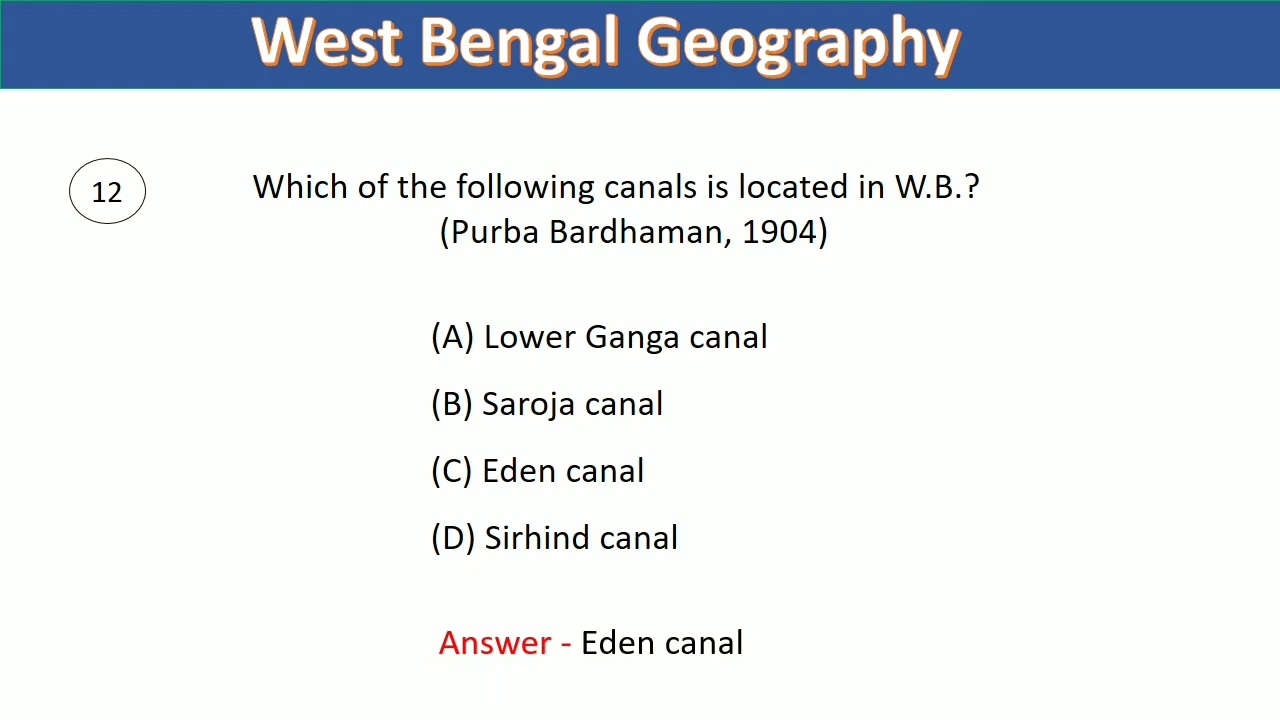 West Bengal Geography
12
Which of the following canals is located in W.B.?
(Purba Bardhaman, 1904)
(A) Lower Ganga canal
(B) Saroja canal
(C) Eden canal
(D) Sirhind canal
Answer - Eden canal